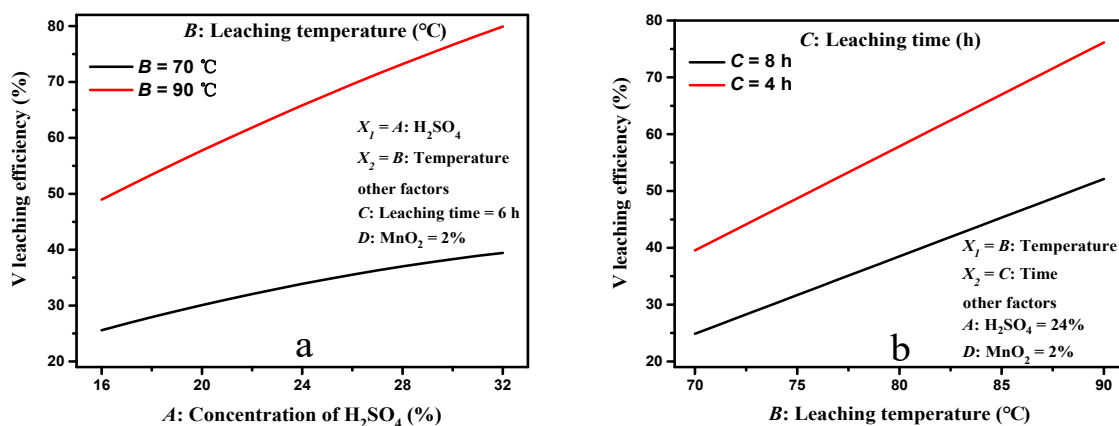 B: Leaching temperature (℃)
B = 70 ℃
B = 90 ℃
X₁ = A: H₂SO₄
X₂ = B: Temperature
other factors
C: Leaching time = 6 h
D: MnO₂ = 2%
V leaching efficiency (%)
80
70
60
50
40
30
20
a
16 20 24 28 32
A: Concentration of H₂SO₄ (%)
C: Leaching time (h)
C = 8 h
C = 4 h
X₁ = B: Temperature
X₂ = C: Time
other factors
A: H₂SO₄ = 24%
D: MnO₂ = 2%
V leaching efficiency (%)
80
70
60
50
40
30
20
b
70 75 80 85 90
B: Leaching temperature (℃)